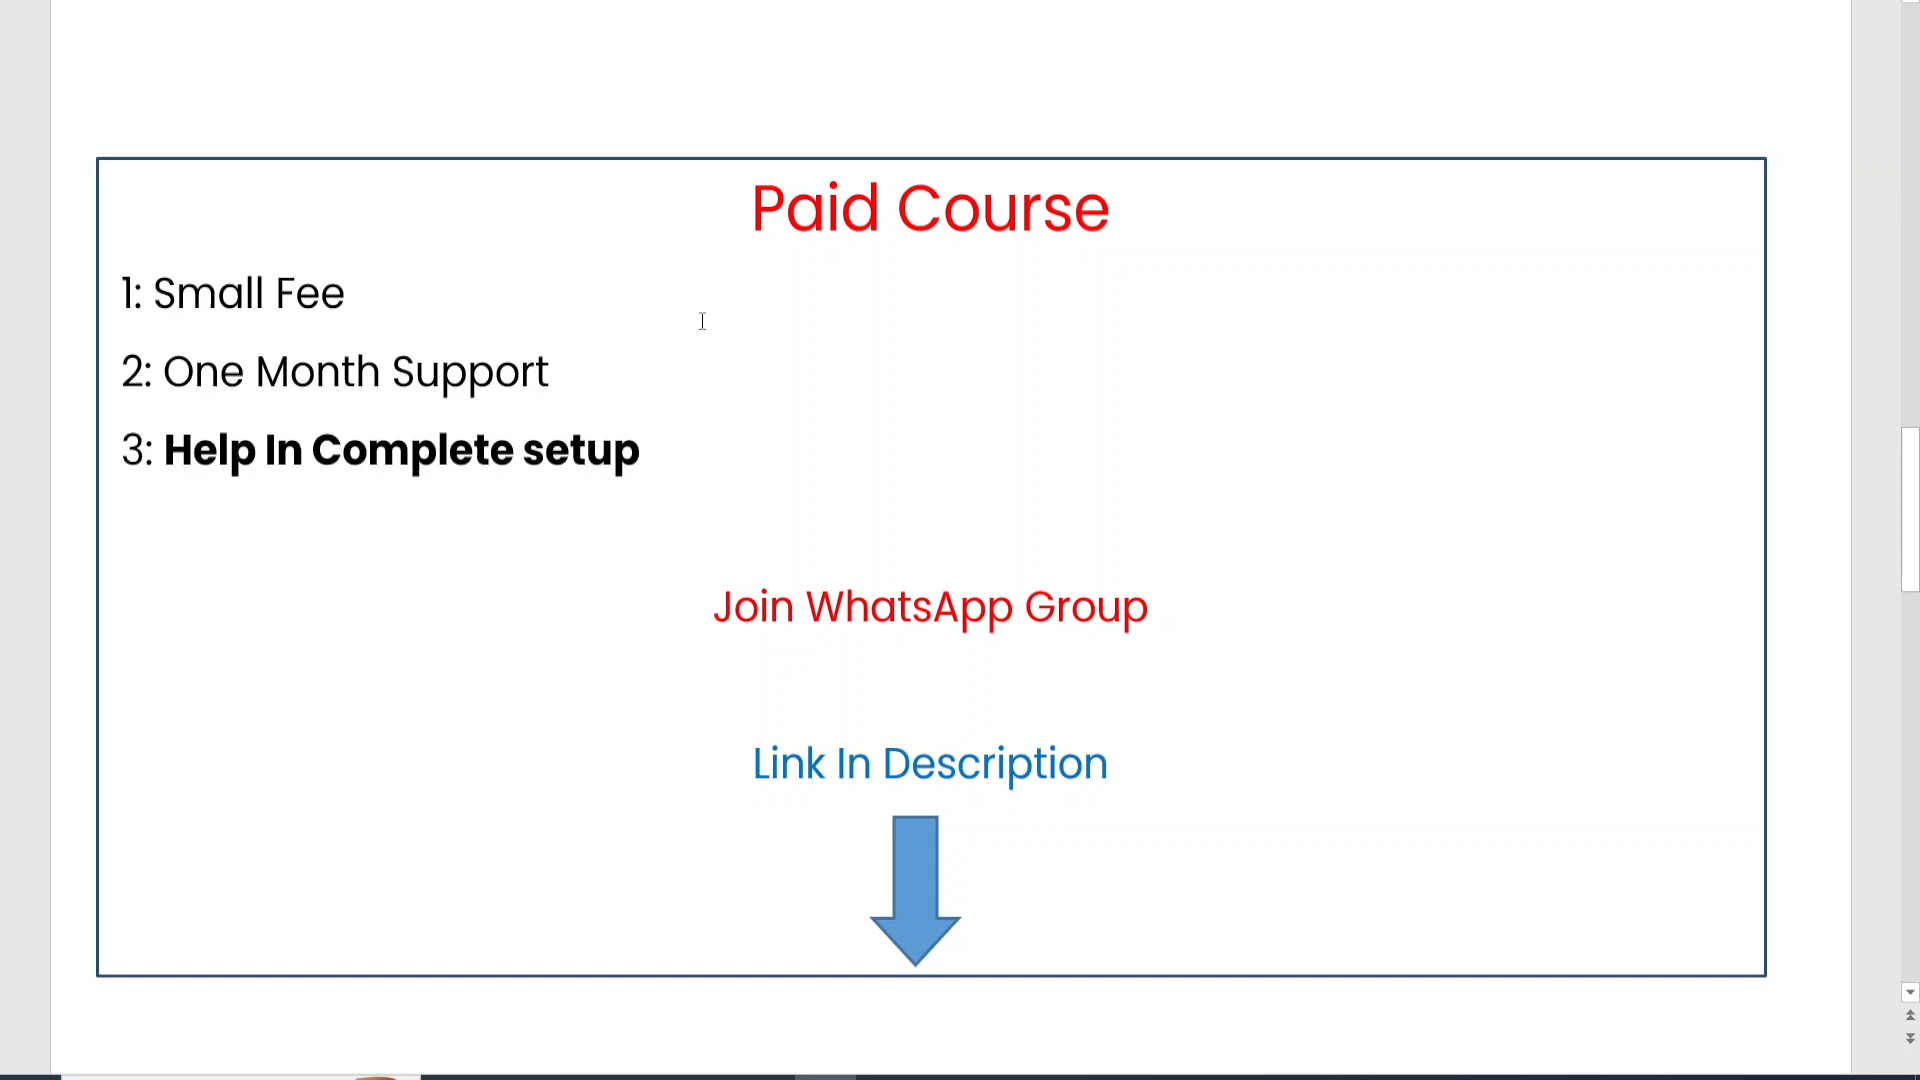 Paid Course
1: Small Fee
2: One Month Support
3: Help In Complete setup
Join WhatsApp Group
Link In Description